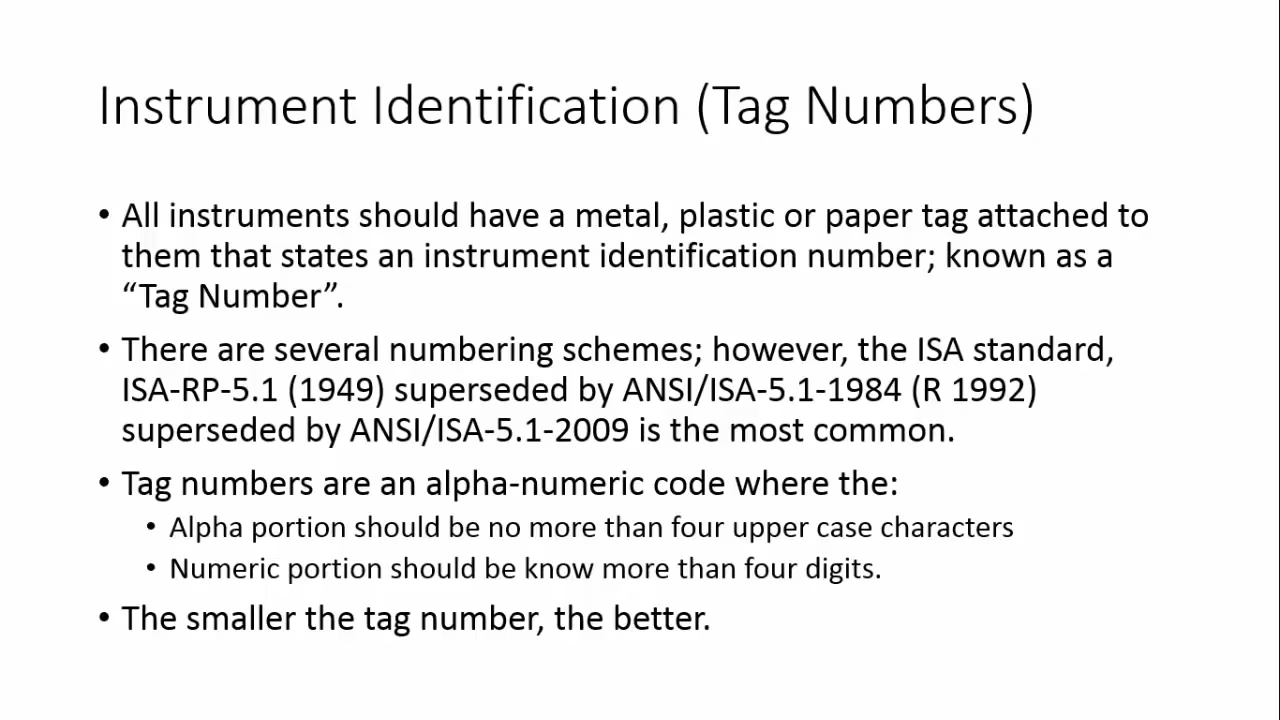 Instrument Identification (Tag Numbers)
• All instruments should have a metal, plastic or paper tag attached to
them that states an instrument identification number; known as a
“Tag Number”.
• There are several numbering schemes; however, the ISA standard,
ISA-RP-5.1 (1949) superseded by ANSI/ISA-5.1-1984 (R 1992)
superseded by ANSI/ISA-5.1-2009 is the most common.
• Tag numbers are an alpha-numeric code where the:
• Alpha portion should be no more than four upper case characters
• Numeric portion should be know more than four digits.
• The smaller the tag number, the better.